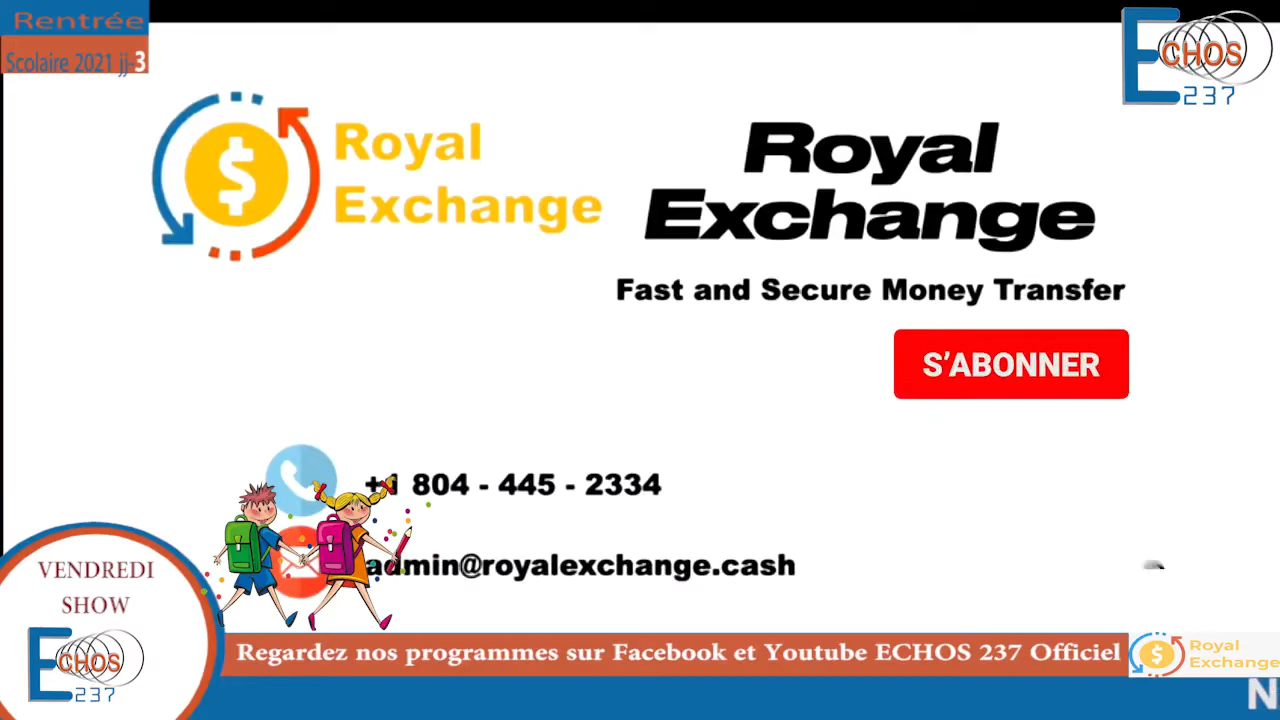 Rentrée
Scolaire 2021 jj-3
ECHOS
237
Royal
Exchange
Royal
Exchange
Fast and Secure Money Transfer
S'ABONNER
+1 804 - 445 - 2334
admin@royalexchange.cash
VENDREDI
SHOW
ECHOS
237
Regardez nos programmes sur Facebook et Youtube ECHOS 237 Officiel
Royal
Exchange
N